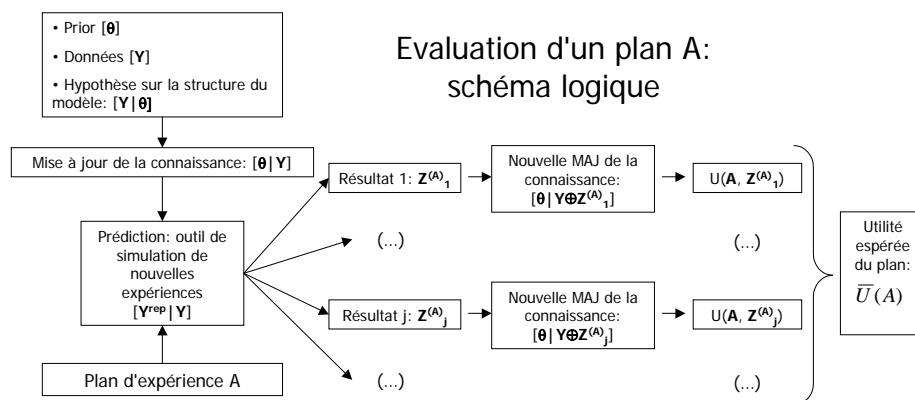 • Prior [θ]
• Données [Y]
• Hypothèse sur la structure du
modèle: [Y|θ]
Evaluation d'un plan A:
schéma logique
Mise à jour de la connaissance: [θ|Y]
Prédiction: outil de
simulation de
nouvelles
expériences
[Yʳᵉᵖ|Y]
Plan d'expérience A
Résultat 1: Z⁽ᴬ⁾₁
Nouvelle MAJ de la
connaissance:
[θ|Y⊕Z⁽ᴬ⁾₁]
U(A, Z⁽ᴬ⁾₁)
(...)
(...)
Résultat j: Z⁽ᴬ⁾ⱼ
Nouvelle MAJ de la
connaissance:
[θ|Y⊕Z⁽ᴬ⁾ⱼ]
U(A, Z⁽ᴬ⁾ⱼ)
(...)
(...)
Utilité
espérée
du plan:
U̅(A)